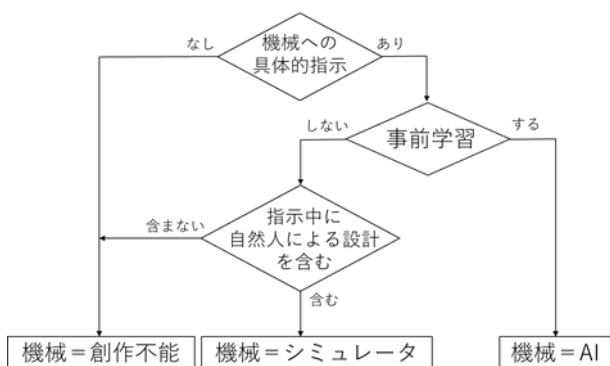 なし
機械への
具体的指示
あり
しない
事前学習
する
含まない
指示中に
自然人による設計
を含む
含む
機械＝創作不能
機械＝シミュレータ
機械＝AI